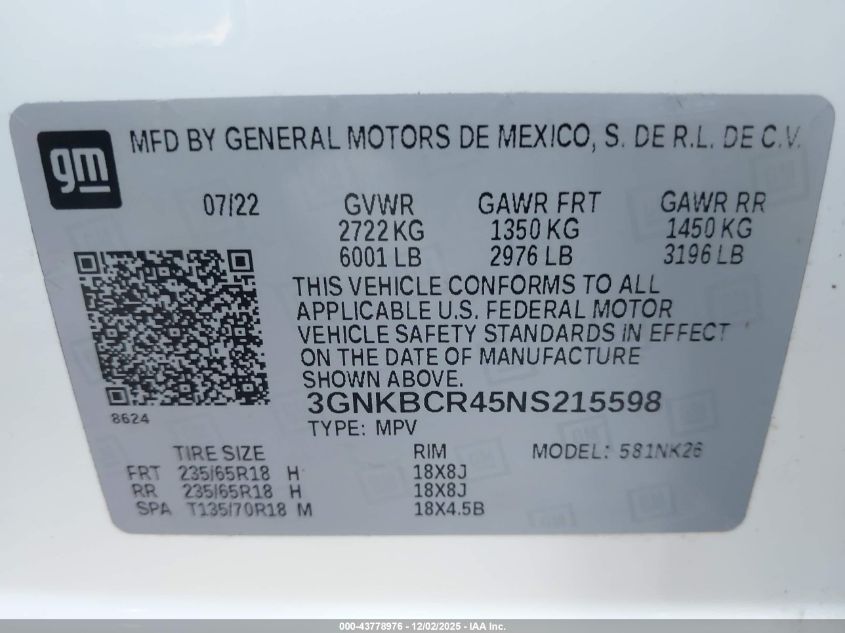 gm
MFD BY GENERAL MOTORS DE MEXICO, S. DE R.L. DE C.V.
07/22 GVWR GAWR FRT GAWR RR
2722 KG 1350 KG 1450 KG
6001 LB 2976 LB 3196 LB
THIS VEHICLE CONFORMS TO ALL
APPLICABLE U.S. FEDERAL MOTOR
VEHICLE SAFETY STANDARDS IN EFFECT
ON THE DATE OF MANUFACTURE
SHOWN ABOVE.
3GNKBCR45NS215598
8624
TYPE: MPV
TIRE SIZE RIM MODEL: 581NK26
FRT 235/65R18 H 18X8J
RR 235/65R18 H 18X8J
SPA T135/70R18 M 18X4.5B
000-43778976 - 12/02/2025 - IAA Inc.